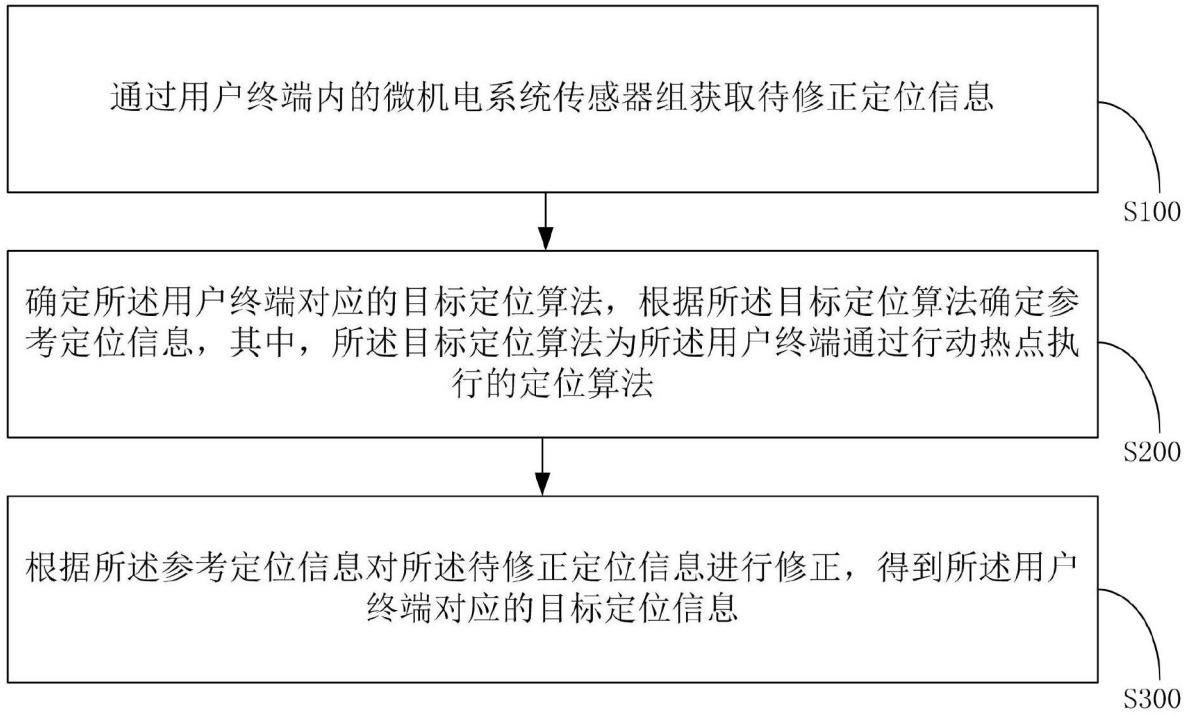 通过用户终端内的微机电系统传感器组获取待修正定位信息
S100
确定所述用户终端对应的目标定位算法，根据所述目标定位算法确定参
考定位信息，其中，所述目标定位算法为所述用户终端通过行动热点执
行的定位算法
S200
根据所述参考定位信息对所述待修正定位信息进行修正，得到所述用户
终端对应的目标定位信息
S300